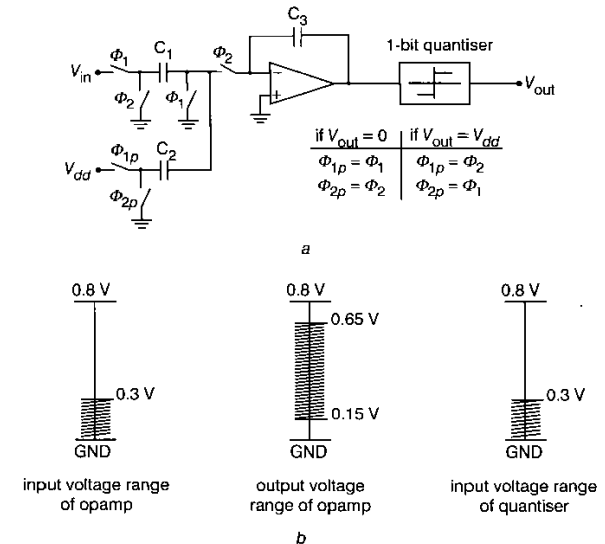 C3
Φ1 C1 Φ2 1-bit quantiser
Vin
Φ2 Φ1 − + Vout
Φ1p C2
Vdd
Φ2p
if Vout = 0 if Vout = Vdd
Φ1p = Φ1 Φ1p = Φ2
Φ2p = Φ2 Φ2p = Φ1
a
0.8 V 0.8 V 0.8 V
0.65 V
0.3 V 0.3 V
0.15 V
GND GND GND
input voltage range of opamp
output voltage range of opamp
input voltage range of quantiser
b